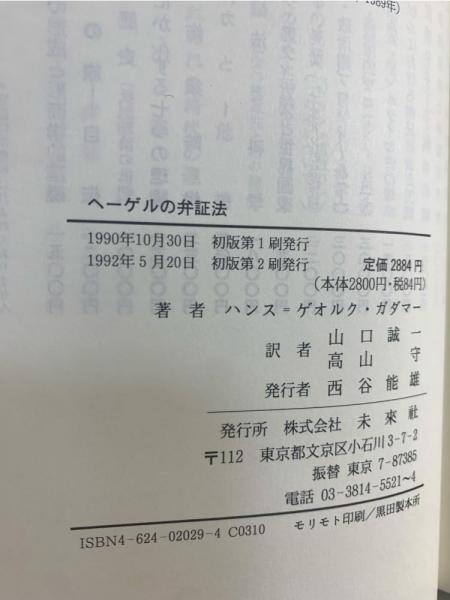 1989年)
ヘーゲルの弁証法
1990年10月30日 初版第1刷発行
1992年5月20日 初版第2刷発行
定価 2884円
(本体2800円・税84円)
著者 ハンス=ゲオルク・ガダマー
訳者 山口誠一
高山守
発行者 西谷能雄
発行所 株式会社 未來社
〒112 東京都文京区小石川3-7-2
振替 東京 7-87385
電話 03-3814-5521~4
ISBN4-624-02029-4 C0310
モリモト印刷/黒田製本所